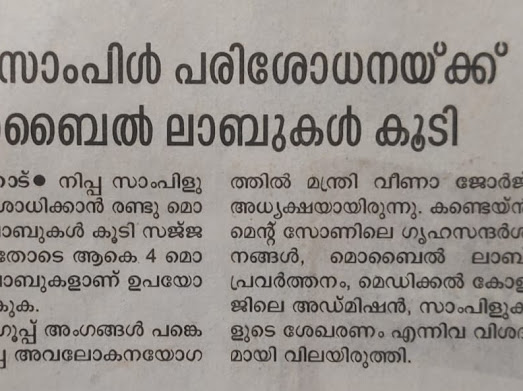 സാംപിൾ പരിശോധനയ്ക്ക്
ബൈൽ ലാബുകൾ കൂടി
ോട്● നിപ്പ സാംപിളു
ശോധിക്കാൻ രണ്ടു മൊ
ലാബുകൾ കൂടി സജ്ജ
തോടെ ആകെ 4 മൊ
ലാബുകളാണ് ഉപയോ
കുക.
ഗ്രൂപ്പ് അംഗങ്ങൾ പങ്കെ
അവലോകനയോഗ
ത്തിൽ മന്ത്രി വീണാ ജോർജ്
അധ്യക്ഷയായിരുന്നു. കണ്ടെയ്ൻ
മെന്റ് സോണിലെ ഗൃഹസന്ദർശ
നങ്ങൾ, മൊബൈൽ ലാബ്
പ്രവർത്തനം, മെഡിക്കൽ കോള
ജിലെ അഡ്മിഷൻ, സാംപിളുക
ളുടെ ശേഖരണം എന്നിവ വിശദ
മായി വിലയിരുത്തി.